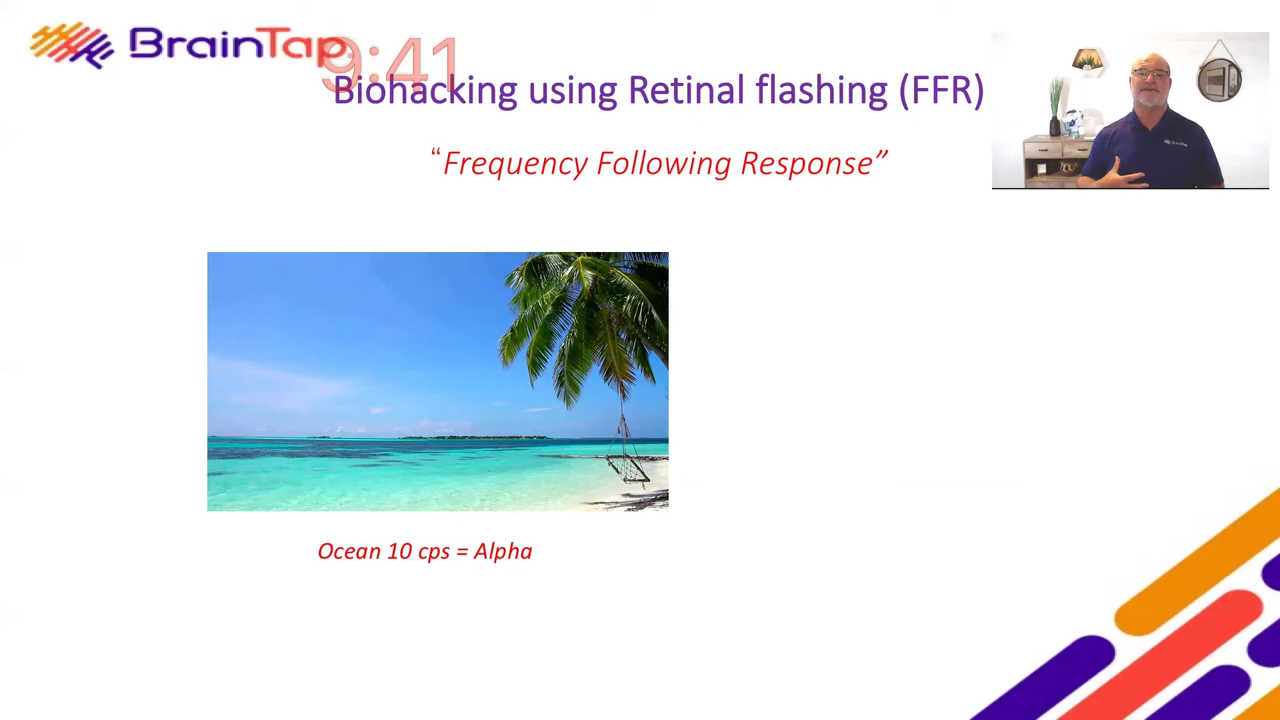 BrainTap
9:41
Biohacking using Retinal flashing (FFR)
“Frequency Following Response”
Ocean 10 cps = Alpha